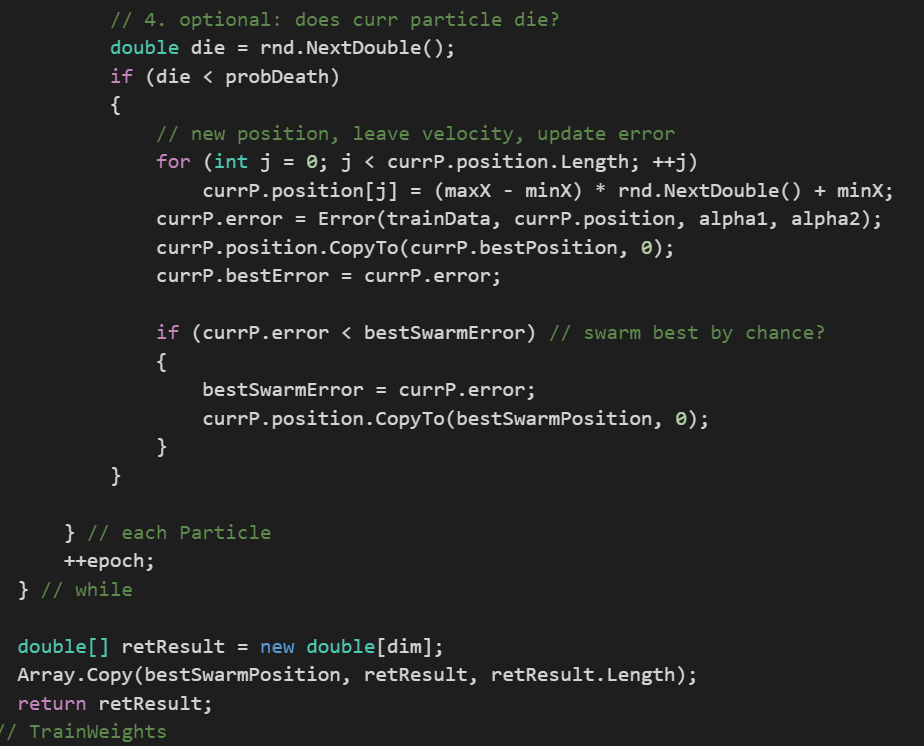 // 4. optional: does curr particle die?
double die = rnd.NextDouble();
if (die < probDeath)
{
// new position, leave velocity, update error
for (int j = 0; j < currP.position.Length; ++j)
currP.position[j] = (maxX - minX) * rnd.NextDouble() + minX;
currP.error = Error(trainData, currP.position, alpha1, alpha2);
currP.position.CopyTo(currP.bestPosition, 0);
currP.bestError = currP.error;
if (currP.error < bestSwarmError) // swarm best by chance?
{
bestSwarmError = currP.error;
currP.position.CopyTo(bestSwarmPosition, 0);
}
}
} // each Particle
++epoch;
} // while
double[] retResult = new double[dim];
Array.Copy(bestSwarmPosition, retResult, retResult.Length);
return retResult;
// TrainWeights